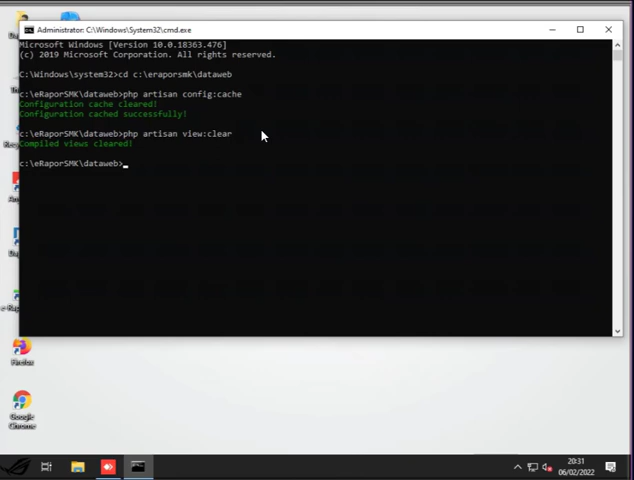 Administrator: C:\Windows\System32\cmd.exe
Microsoft Windows [Version 10.0.18363.476]
(c) 2019 Microsoft Corporation. All rights reserved.
C:\Windows\system32>cd c:\eraporsmk\dataweb
c:\eRaporSMK\dataweb>php artisan config:cache
Configuration cache cleared!
Configuration cached successfully!
c:\eRaporSMK\dataweb>php artisan view:clear
Compiled views cleared!
c:\eRaporSMK\dataweb>
Firefox
Google
Chrome
20:31
06/02/2022